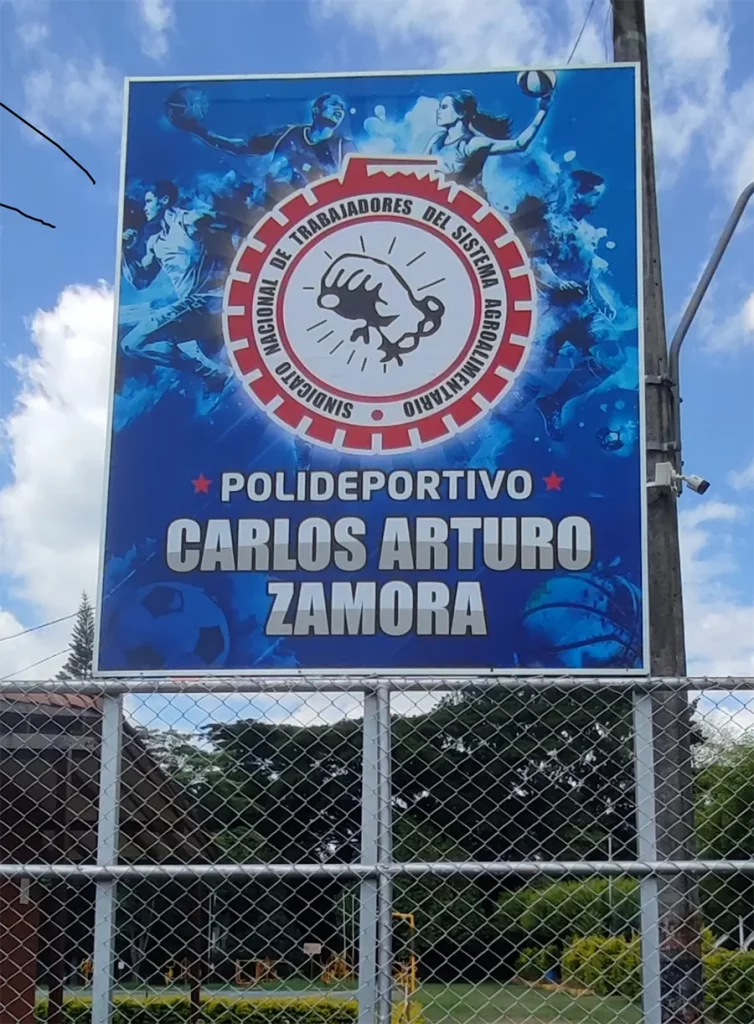 SINDICATO NACIONAL DE TRABAJADORES DEL SISTEMA AGROALIMENTARIO
POLIDEPORTIVO
CARLOS ARTURO
ZAMORA